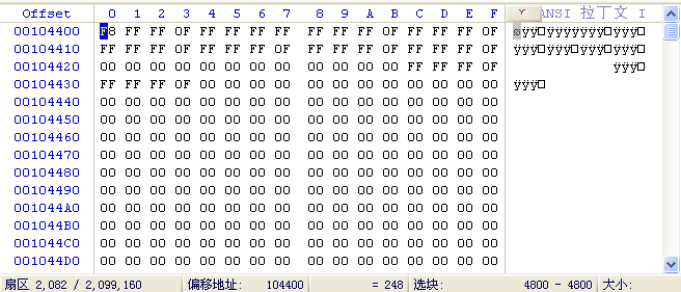 Offset 0 1 2 3 4 5 6 7 8 9 A B C D E F ANSI 拉丁文 I
00104400 F8 FF FF 0F FF FF FF FF FF FF FF 0F FF FF FF 0F øÿÿ□ÿÿÿÿÿÿÿ□ÿÿÿ□
00104410 FF FF FF 0F FF FF FF 0F FF FF FF 0F FF FF FF 0F ÿÿÿ□ÿÿÿ□ÿÿÿ□ÿÿÿ□
00104420 00 00 00 00 00 00 00 00 00 00 00 00 FF FF FF 0F ÿÿÿ□
00104430 FF FF FF 0F 00 00 00 00 00 00 00 00 00 00 00 00 ÿÿÿ□
00104440 00 00 00 00 00 00 00 00 00 00 00 00 00 00 00 00
00104450 00 00 00 00 00 00 00 00 00 00 00 00 00 00 00 00
00104460 00 00 00 00 00 00 00 00 00 00 00 00 00 00 00 00
00104470 00 00 00 00 00 00 00 00 00 00 00 00 00 00 00 00
00104480 00 00 00 00 00 00 00 00 00 00 00 00 00 00 00 00
00104490 00 00 00 00 00 00 00 00 00 00 00 00 00 00 00 00
001044A0 00 00 00 00 00 00 00 00 00 00 00 00 00 00 00 00
001044B0 00 00 00 00 00 00 00 00 00 00 00 00 00 00 00 00
001044C0 00 00 00 00 00 00 00 00 00 00 00 00 00 00 00 00
001044D0 00 00 00 00 00 00 00 00 00 00 00 00 00 00 00 00
扇区 2,082 / 2,099,160 偏移地址: 104400 = 248 选块: 4800 - 4800 大小: